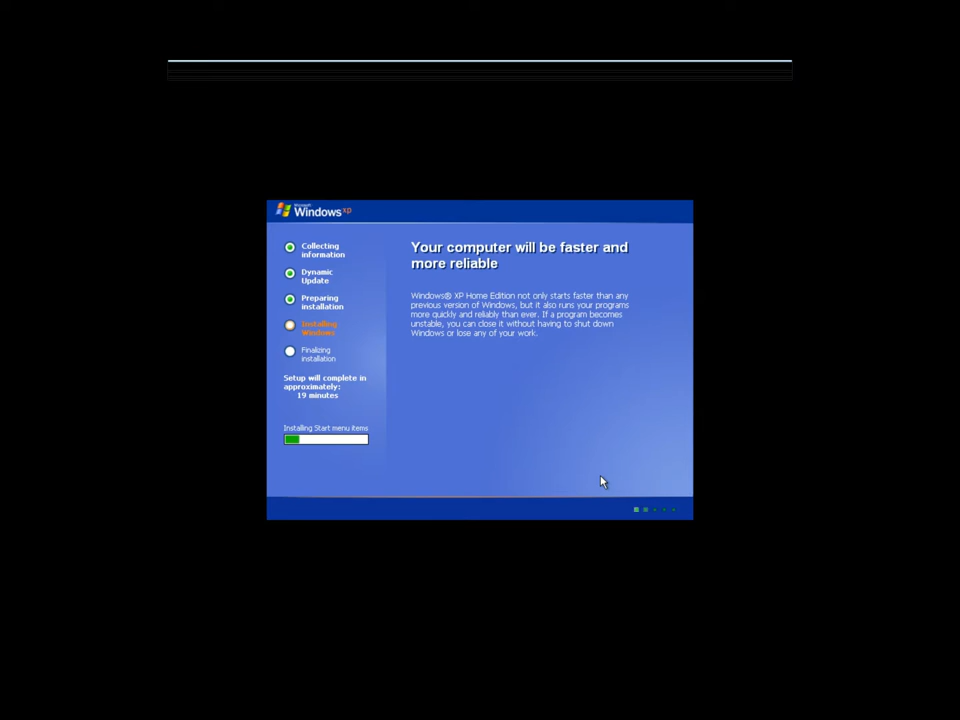 Microsoft
Windows xp
Collecting
information
Dynamic
Update
Preparing
installation
Installing
Windows
Finalizing
installation
Setup will complete in
approximately:
19 minutes
Installing Start menu items
Your computer will be faster and
more reliable
Windows® XP Home Edition not only starts faster than any
previous version of Windows, but it also runs your programs
more quickly and reliably than ever. If a program becomes
unstable, you can close it without having to shut down
Windows or lose any of your work.